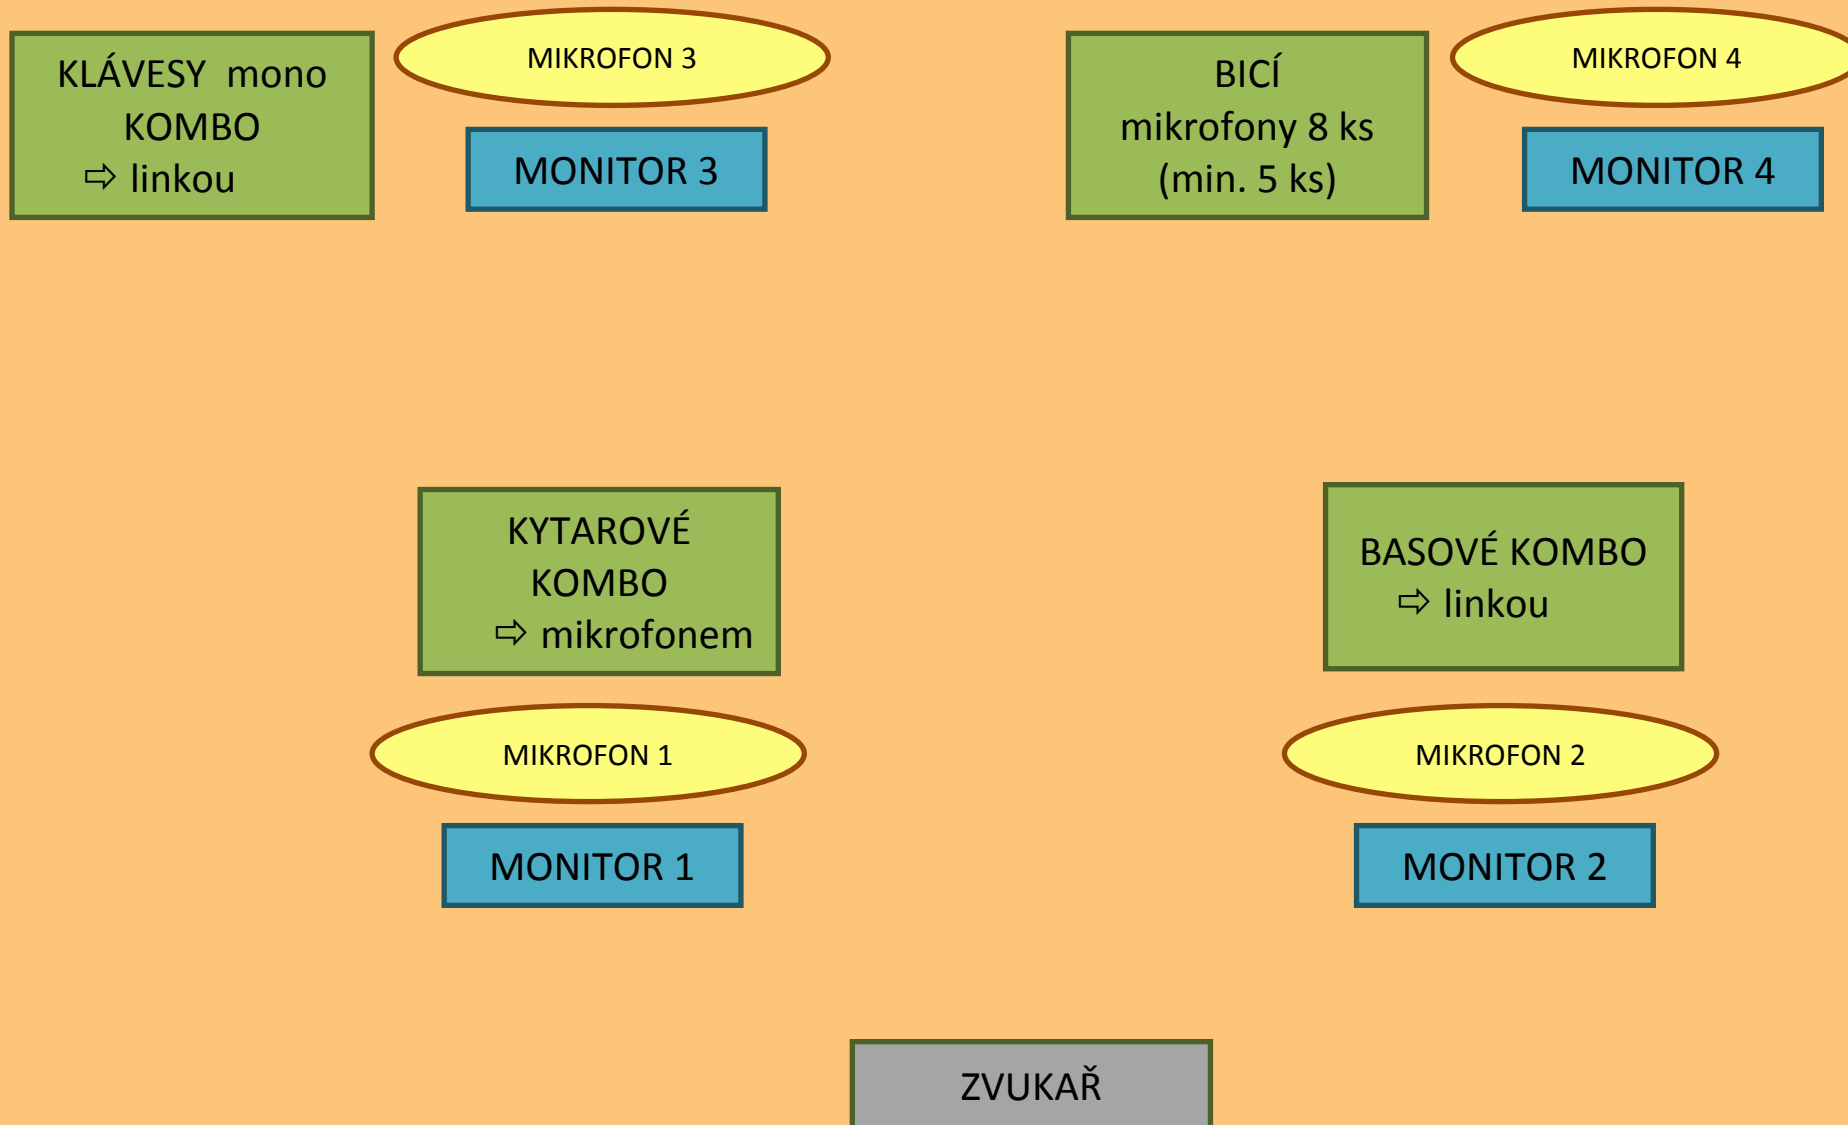 KLÁVESY  mono
KOMBO
⇨ linkou
MIKROFON 3
MONITOR 3
BICÍ
mikrofony 8 ks
(min. 5 ks)
MIKROFON 4
MONITOR 4
KYTAROVÉ
KOMBO
⇨ mikrofonem
MIKROFON 1
MONITOR 1
BASOVÉ KOMBO
⇨ linkou
MIKROFON 2
MONITOR 2
ZVUKAŘ